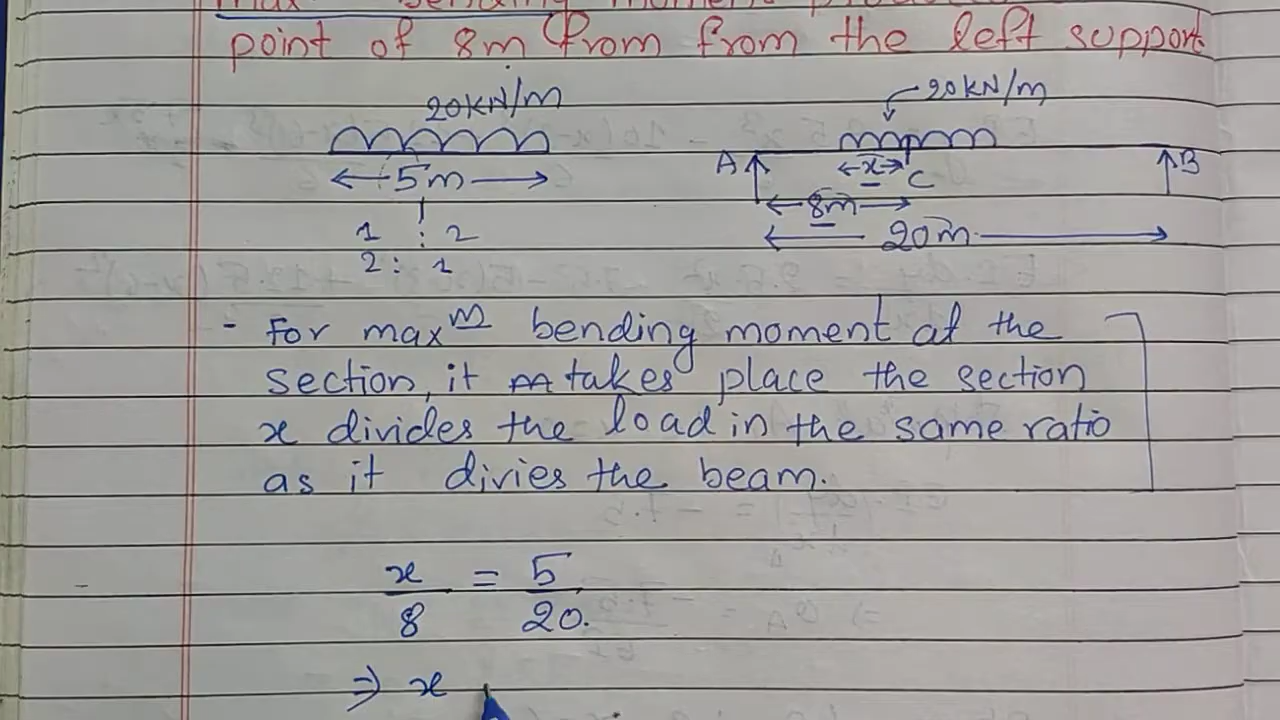 point of 8m from from the left support.
20kN/m
20kN/m
A
x
C
B
5m
8m
20m
1 : 2
2 : 1
- For max^m bending moment at the
section, it takes place the section
x divides the load in the same ratio
as it divies the beam.
x/8 = 5/20.
⇒ x